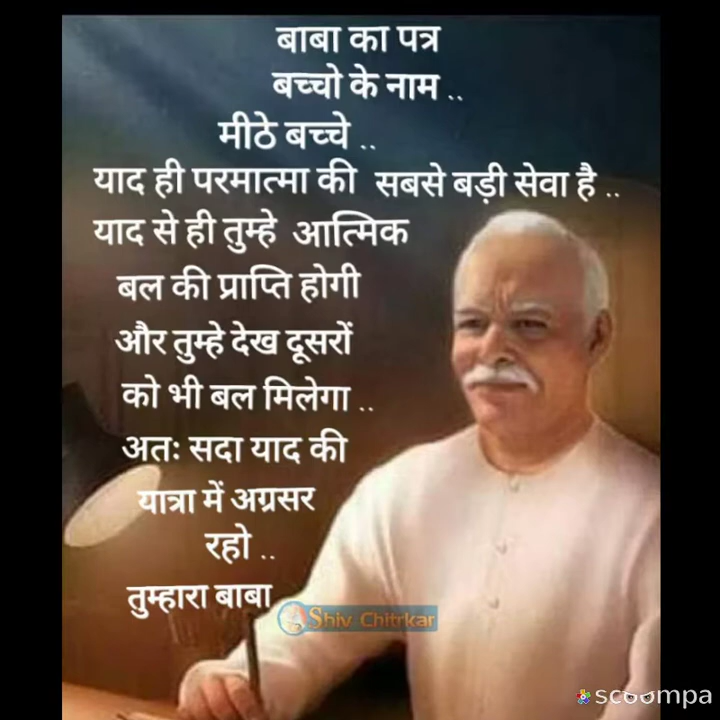 बाबा का पत्र
बच्चो के नाम ..
मीठे बच्चे ..
याद ही परमात्मा की सबसे बड़ी सेवा है ..
याद से ही तुम्हे आत्मिक
बल की प्राप्ति होगी
और तुम्हे देख दूसरों
को भी बल मिलेगा ..
अतः सदा याद की
यात्रा में अग्रसर
रहो ..
तुम्हारा बाबा
Shiv Chitrkar
scoompa